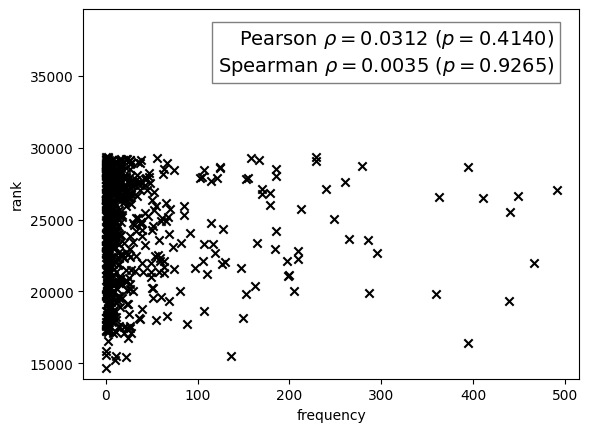 Pearson ρ = 0.0312 (p = 0.4140)
Spearman ρ = 0.0035 (p = 0.9265)
35000
30000
25000
20000
15000
rank
0 100 200 300 400 500
frequency